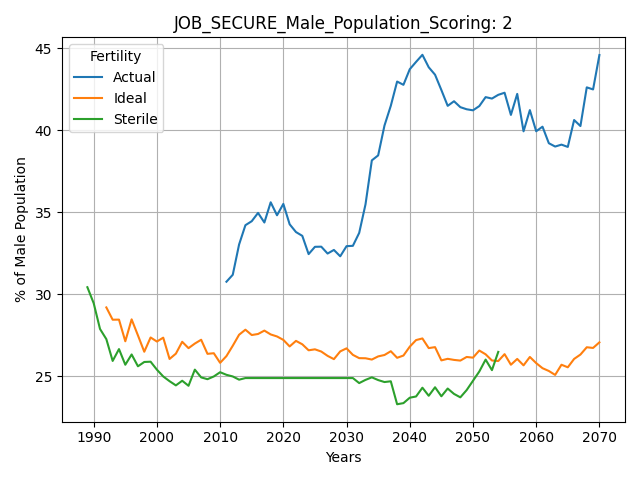 JOB_SECURE_Male_Population_Scoring: 2
Fertility
Actual
Ideal
Sterile
% of Male Population
45
40
35
30
25
1990 2000 2010 2020 2030 2040 2050 2060 2070
Years